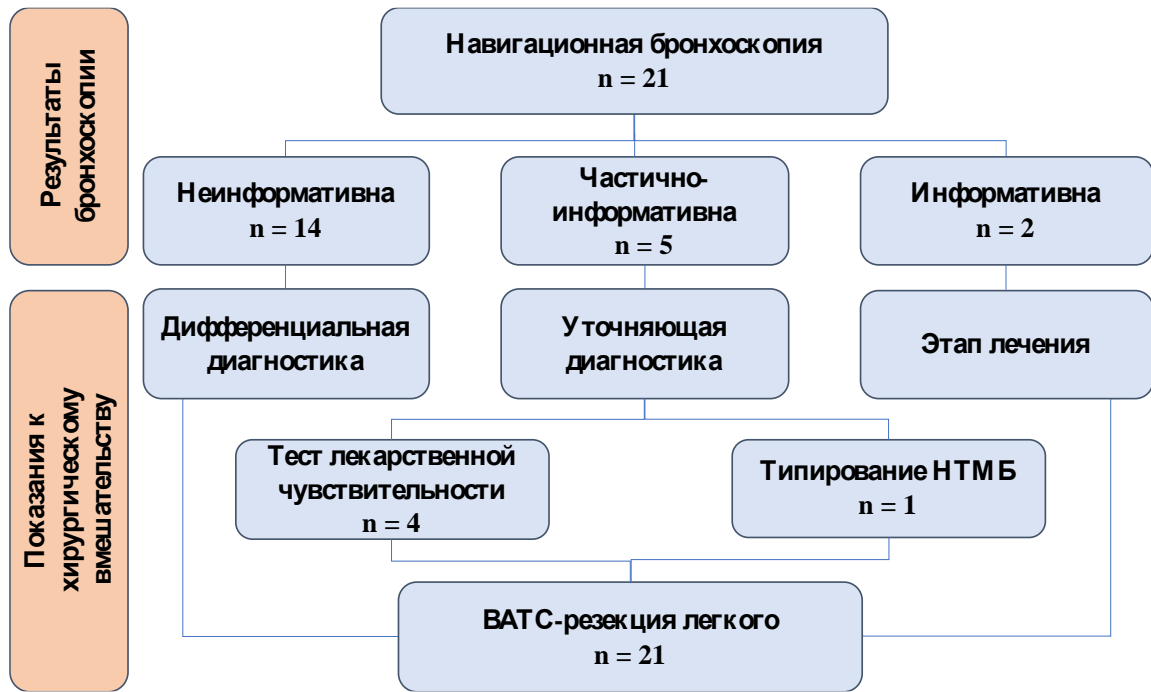 Результаты
бронхоскопии
Навигационная бронхоскопия
n = 21
Неинформативна
n = 14
Частично-
информативна
n = 5
Информативна
n = 2
Показания к
хирургическому
вмешательству
Дифференциальная
диагностика
Уточняющая
диагностика
Этап лечения
Тест лекарственной
чувствительности
n = 4
Типирование НТМБ
n = 1
ВАТС-резекция легкого
n = 21